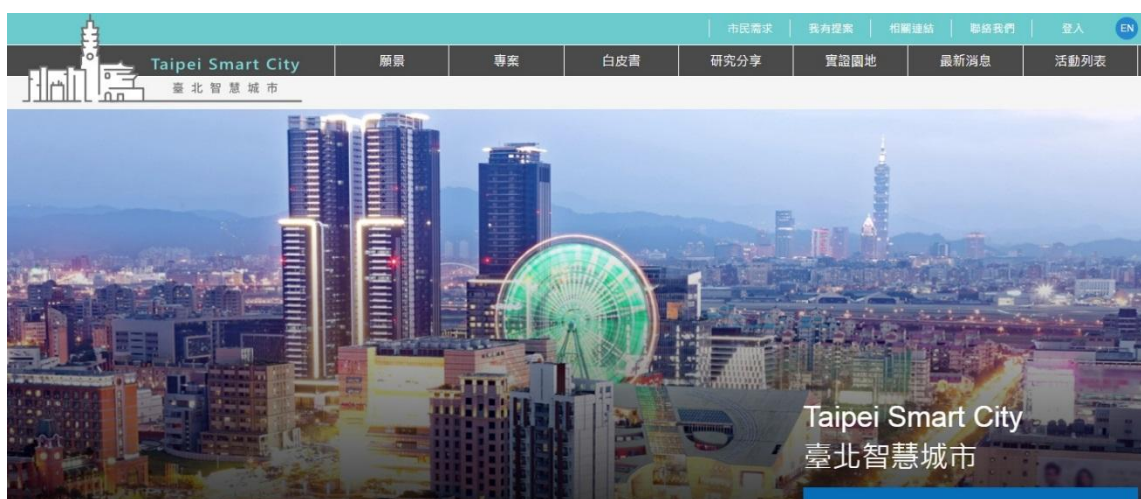 市民需求 我有提案 相關連結 聯絡我們 登入 EN
Taipei Smart City 願景 專案 白皮書 研究分享 實證園地 最新消息 活動列表
臺北智慧城市
Taipei Smart City
臺北智慧城市